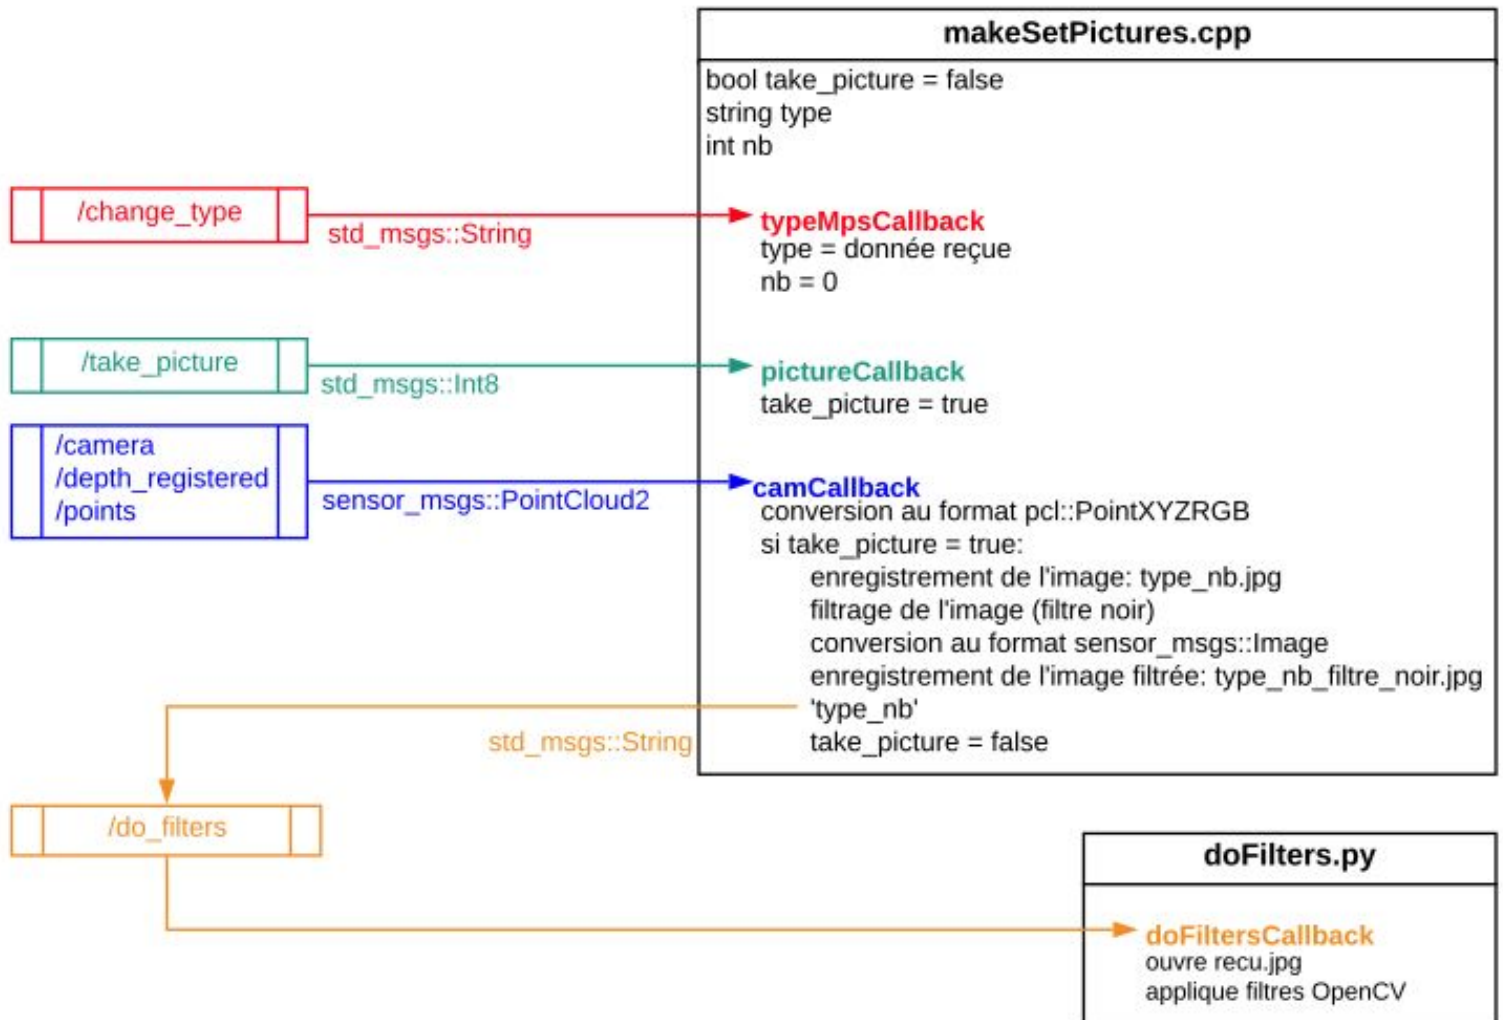 makeSetPictures.cpp
bool take_picture = false
string type
int nb
/change_type
std_msgs::String
typeMpsCallback
type = donnée reçue
nb = 0
/take_picture
std_msgs::Int8
pictureCallback
take_picture = true
/camera
/depth_registered
/points
sensor_msgs::PointCloud2
camCallback
conversion au format pcl::PointXYZRGB
si take_picture = true:
enregistrement de l'image: type_nb.jpg
filtrage de l'image (filtre noir)
conversion au format sensor_msgs::Image
enregistrement de l'image filtrée: type_nb_filtre_noir.jpg
'type_nb'
take_picture = false
std_msgs::String
/do_filters
doFilters.py
doFiltersCallback
ouvre recu.jpg
applique filtres OpenCV